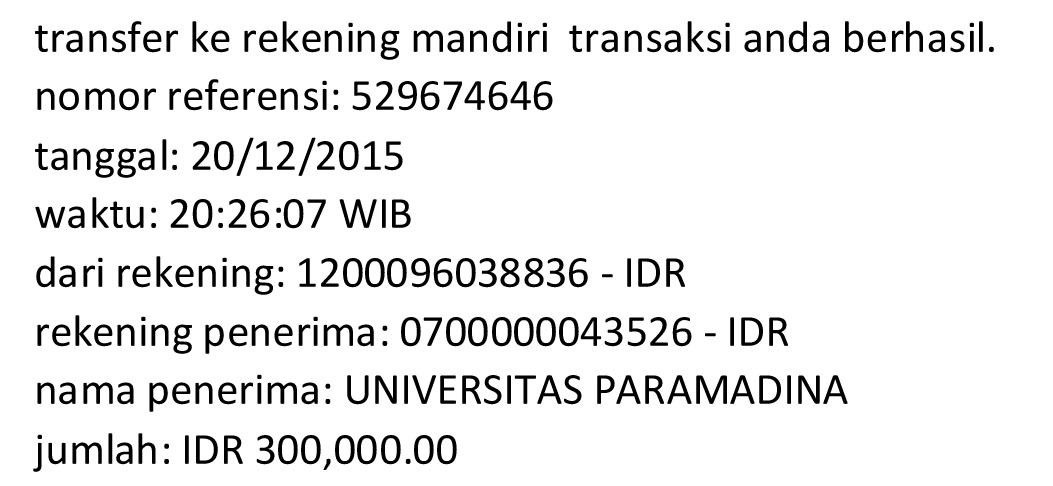 transfer ke rekening mandiri  transaksi anda berhasil.
nomor referensi: 529674646
tanggal: 20/12/2015
waktu: 20:26:07 WIB
dari rekening: 1200096038836 - IDR
rekening penerima: 0700000043526 - IDR
nama penerima: UNIVERSITAS PARAMADINA
jumlah: IDR 300,000.00